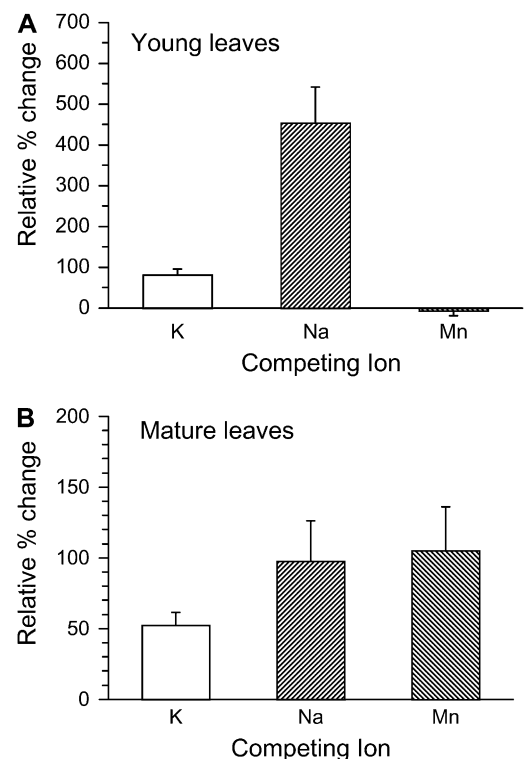 A
Young leaves
Relative % change
700
600
500
400
300
200
100
0
K Na Mn
Competing Ion
B
Mature leaves
Relative % change
200
150
100
50
0
K Na Mn
Competing Ion